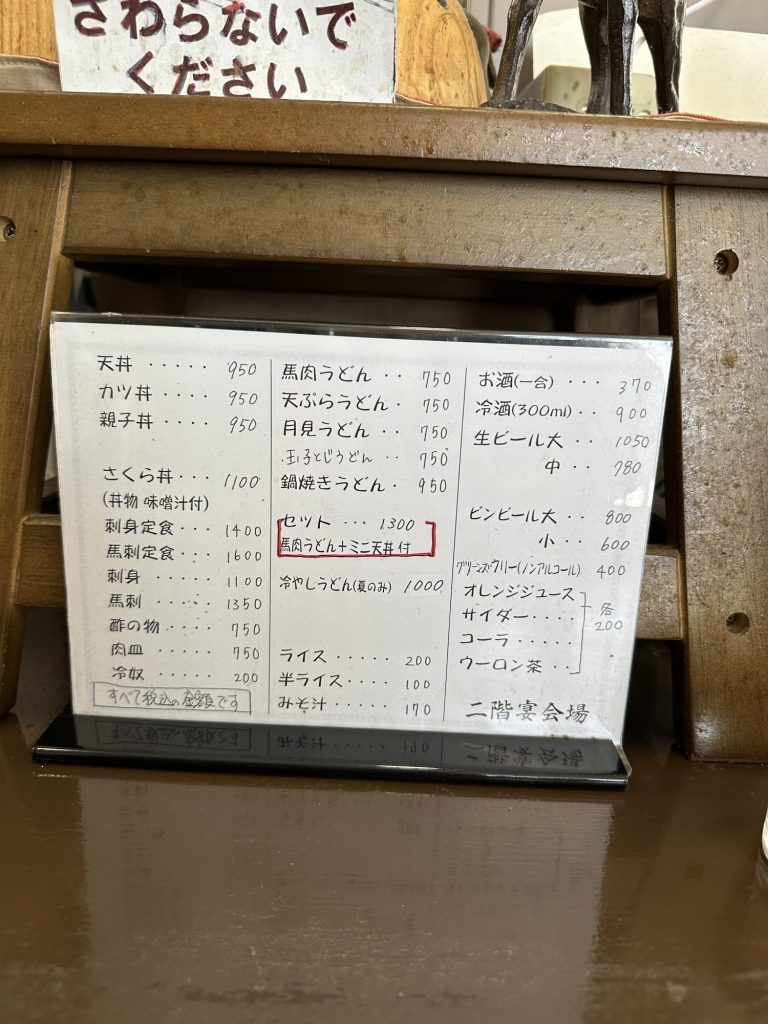 さわらないで
ください
天丼 ····· 950
カツ丼 ···· 950
親子丼 ···· 950
さくら丼 ··· 1100
(丼物 味噌汁付)
刺身定食 ··· 1400
馬刺定食 ··· 1600
刺身 ····· 1100
馬刺 ····· 1350
酢の物 ···· 750
肉皿 ····· 750
冷奴 ····· 200
すべて税込の金額です
馬肉うどん ·· 750
天ぷらうどん · 750
月見うどん ·· 750
玉子とじうどん ·· 750
鍋焼きうどん · 950
セット ··· 1300
馬肉うどん+ミニ天丼付
冷やしうどん(夏のみ) 1000
ライス ····· 200
半ライス ···· 100
みそ汁 ····· 170
お酒(一合) ··· 370
冷酒(300ml) ·· 900
生ビール大 ·· 1050
中 ·· 780
ビンビール大 ·· 800
小 ·· 600
グリーンズフリー(ノンアルコール) 400
オレンジジュース
サイダー ····
コーラ ·····
ウーロン茶 ··
各
200
二階宴会場